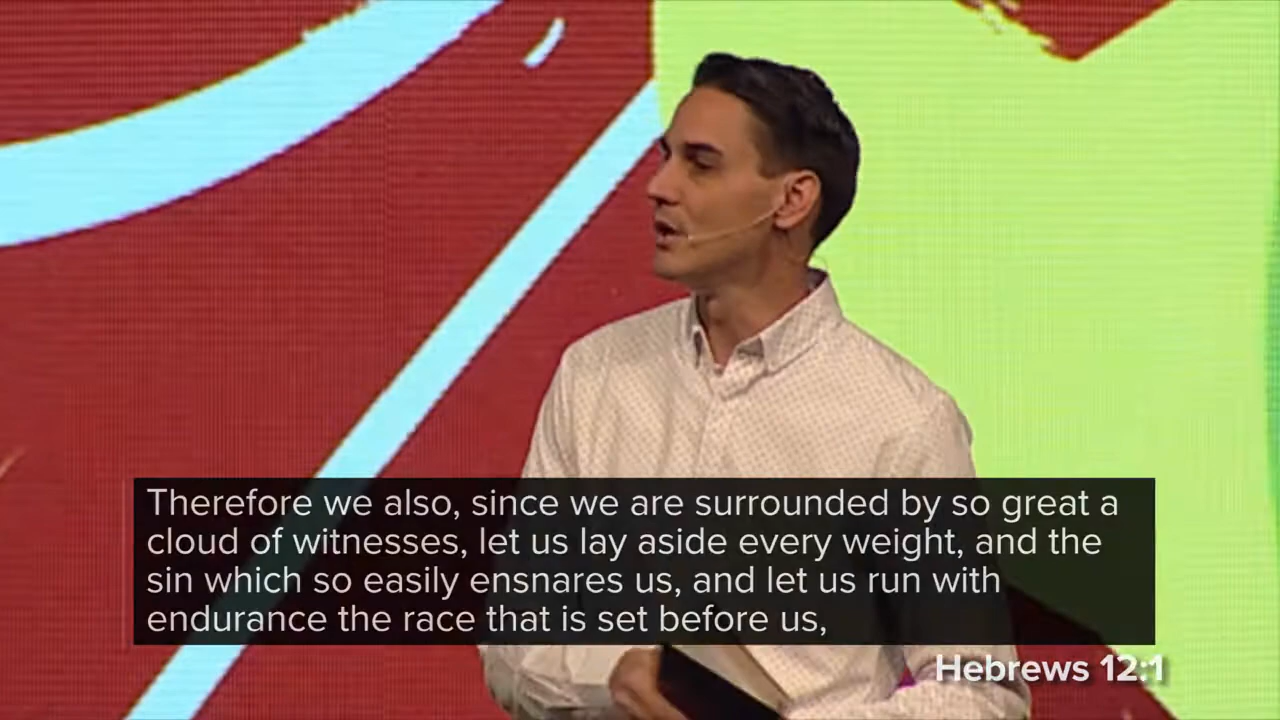 Therefore we also, since we are surrounded by so great a
cloud of witnesses, let us lay aside every weight, and the
sin which so easily ensnares us, and let us run with
endurance the race that is set before us,
Hebrews 12:1